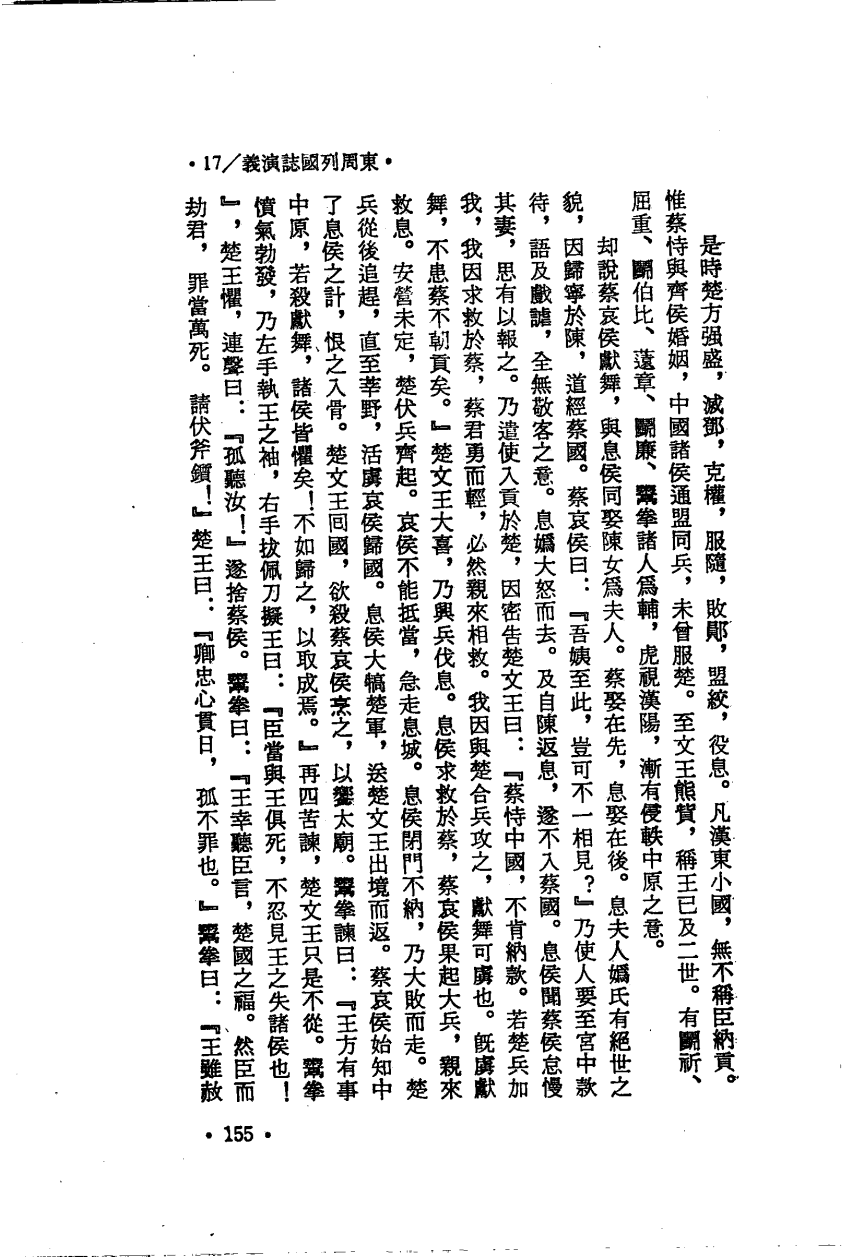 •東周列國誌演義/17•
是時楚方强盛，滅鄧，克權，服隨，敗鄖，盟絞，役息。凡漢東小國，無不稱臣納貢。
惟蔡恃與齊侯婚姻，中國諸侯通盟同兵，未曾服楚。至文王熊貲，稱王已及二世。有鬭祈、
屈重、鬭伯比、薳章、鬭廉、鬻拳諸人爲輔，虎視漢陽，漸有侵軼中原之意。
却說蔡哀侯獻舞，與息侯同娶陳女爲夫人。蔡娶在先，息娶在後。息夫人嬀氏有絕世之
貌，因歸寧於陳，道經蔡國。蔡哀侯曰：『吾姨至此，豈可不一相見？』乃使人要至宮中款
待，語及戲謔，全無敬客之意。息嬀大怒而去。及自陳返息，遂不入蔡國。息侯聞蔡侯怠慢
其妻，思有以報之。乃遣使入貢於楚，因密告楚文王曰：『蔡恃中國，不肯納款。若楚兵加
我，我因求救於蔡，蔡君勇而輕，必然親來相救。我因與楚合兵攻之，獻舞可虜也。旣虜獻
舞，不患蔡不朝貢矣。』楚文王大喜，乃興兵伐息。息侯求救於蔡，蔡哀侯果起大兵，親來
救息。安營未定，楚伏兵齊起。哀侯不能抵當，急走息城。息侯閉門不納，乃大敗而走。楚
兵從後追趕，直至莘野，活虜哀侯歸國。息侯大犒楚軍，送楚文王出境而返。蔡哀侯始知中
了息侯之計，恨之入骨。楚文王回國，欲殺蔡哀侯烹之，以饗太廟。鬻拳諫曰：『王方有事
中原，若殺獻舞，諸侯皆懼矣！不如歸之，以取成焉。』再四苦諫，楚文王只是不從。鬻拳
憤氣勃發，乃左手執王之袖，右手拔佩刀擬王曰：『臣當與王俱死，不忍見王之失諸侯也！
』，楚王懼，連聲曰：『孤聽汝！』遂捨蔡侯。鬻拳曰：『王幸聽臣言，楚國之福。然臣而
劫君，罪當萬死。請伏斧鑕！』楚王曰：『卿忠心貫日，孤不罪也。』鬻拳曰：『王雖赦
•155•